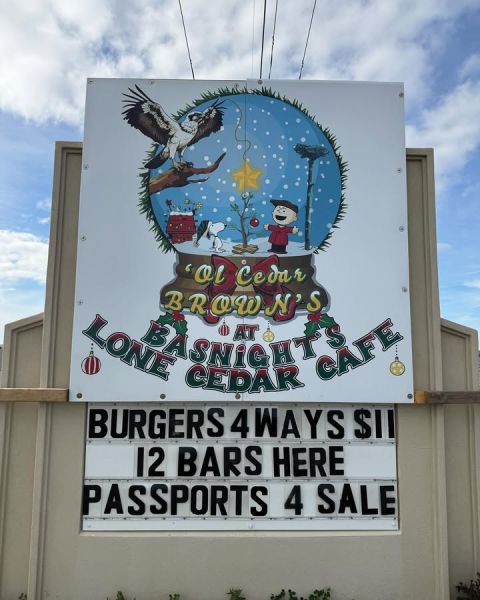 'Ol Cedar
BROWN'S
AT
BASNIGHT'S
LONE CEDAR CAFE
BURGERS 4 WAYS $11
12 BARS HERE
PASSPORTS 4 SALE